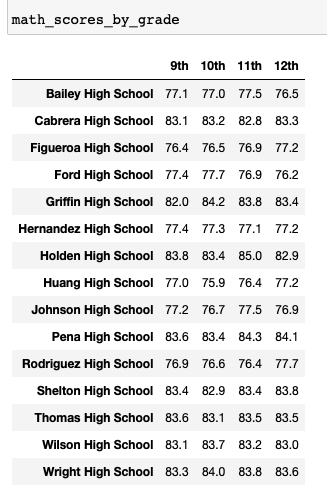 math_scores_by_grade
9th 10th 11th 12th
Bailey High School 77.1 77.0 77.5 76.5
Cabrera High School 83.1 83.2 82.8 83.3
Figueroa High School 76.4 76.5 76.9 77.2
Ford High School 77.4 77.7 76.9 76.2
Griffin High School 82.0 84.2 83.8 83.4
Hernandez High School 77.4 77.3 77.1 77.2
Holden High School 83.8 83.4 85.0 82.9
Huang High School 77.0 75.9 76.4 77.2
Johnson High School 77.2 76.7 77.5 76.9
Pena High School 83.6 83.4 84.3 84.1
Rodriguez High School 76.9 76.6 76.4 77.7
Shelton High School 83.4 82.9 83.4 83.8
Thomas High School 83.6 83.1 83.5 83.5
Wilson High School 83.1 83.7 83.2 83.0
Wright High School 83.3 84.0 83.8 83.6